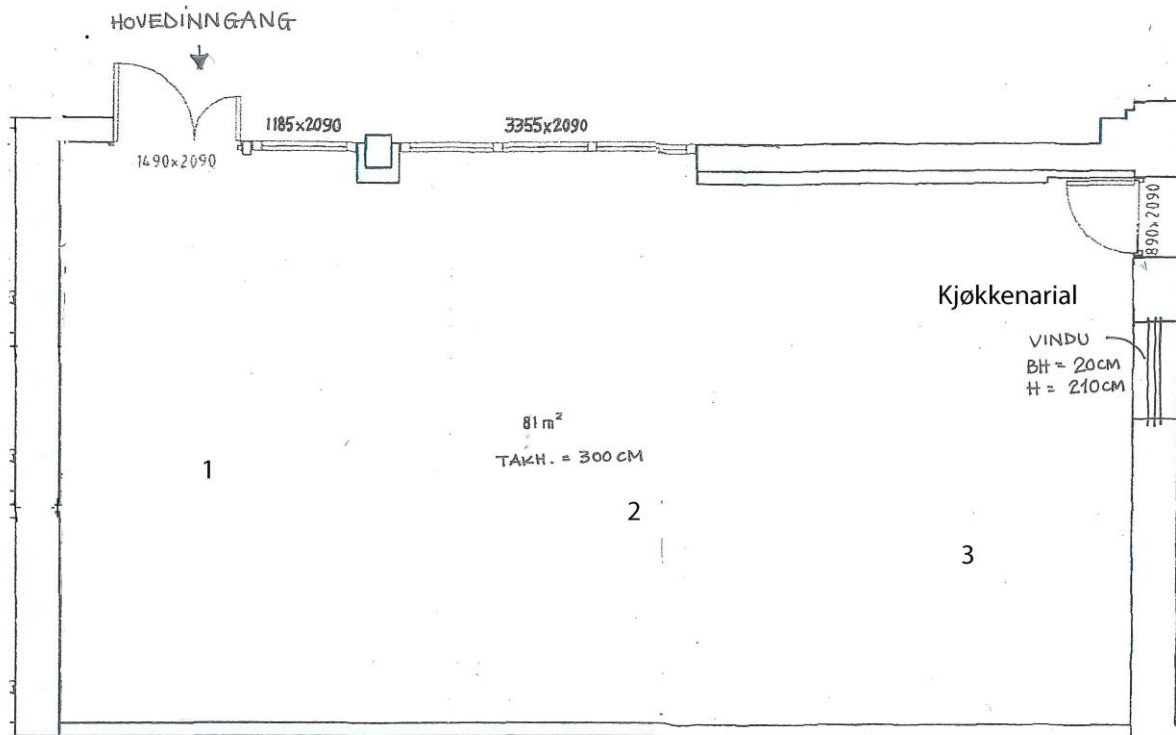 HOVEDINNGANG
1185x2090
3355x2090
1490x2090
890x2090
Kjøkkenarial
VINDU
BH = 20CM
H = 210CM
81 m²
TAKH. = 300 CM
1
2
3